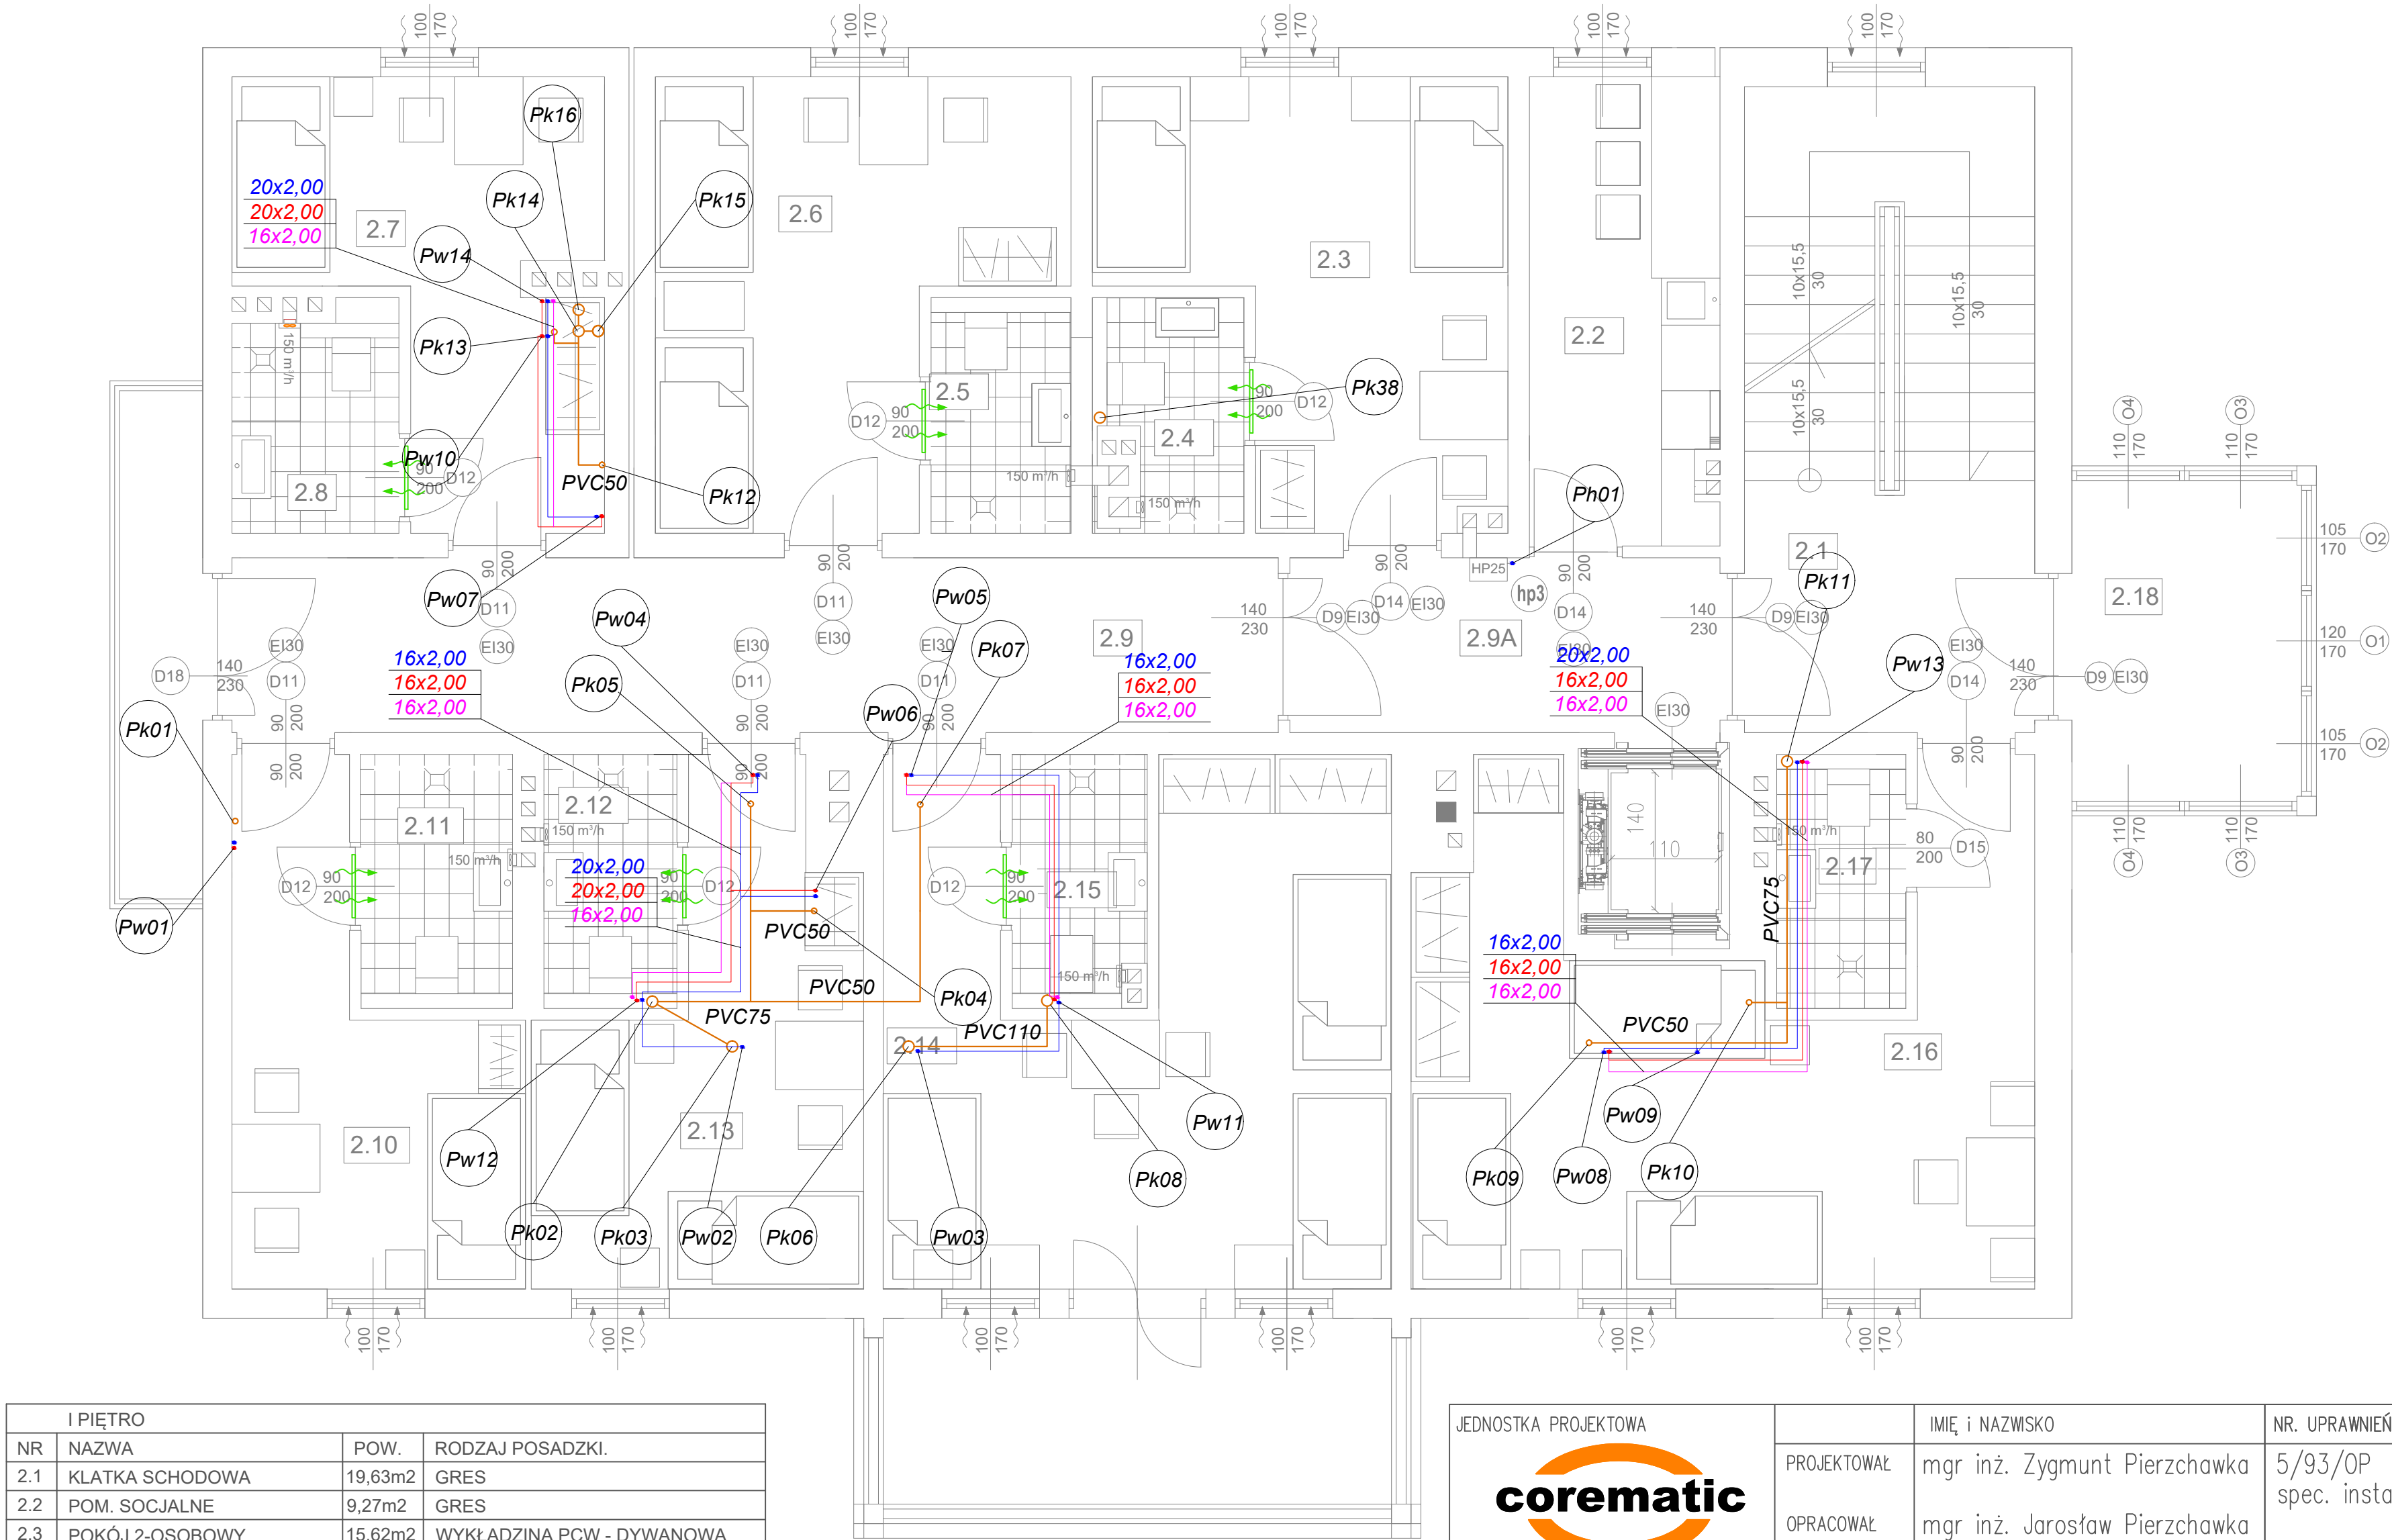 100 170
100 170
100 170
100 170
100 170
Pk16
Pk14
Pk15
20x2,00
20x2,00
16x2,00
2.7
2.6
2.3
2.2
Pw14
Pk13
Pw10
150 m³/h
2.8
D12 90 200
PVC50
Pk12
Pw07
D12 90 200
2.5
2.4
Pk38
90 200 D12
150 m³/h
150 m³/h
Ph01
HP25
hp3
10x15,5 30
10x15,5 30
10x15,5 30
2.1
Pk11
O4 110 170
O3 110 170
105 170 O2
120 170 O1
105 170 O2
2.18
O4 110 170
O3 110 170
90 200 D11 EI30
90 200 D11 EI30
90 200 D14 EI30
90 200 D14 EI30
140 230 D9 EI30
140 230 D9 EI30
140 230 D9 EI30
D18 140 230
EI30 D11 90 200
EI30 D11 90 200
EI30 D11 90 200
EI30 D14 90 200
2.9
2.9A
EI30
Pw04
Pw05
Pk05
Pk07
Pw06
Pw13
16x2,00
16x2,00
16x2,00
16x2,00
16x2,00
16x2,00
20x2,00
16x2,00
16x2,00
Pk01
Pw01
2.11
2.12
150 m³/h
150 m³/h
D12 90 200
20x2,00
20x2,00
16x2,00
90 200 D12
PVC50
PVC50
PVC75
Pk04
D12 90 200
2.15
150 m³/h
PVC110
2.14
140
110
150 m³/h
2.17
80 200 D15
PVC75
16x2,00
16x2,00
16x2,00
PVC50
2.16
2.10
2.13
Pw12
Pk02
Pk03
Pw02
Pk06
Pw03
Pk08
Pw11
Pk09
Pw08
Pw09
Pk10
100 170
100 170
100 170
100 170
100 170
100 170
I PIĘTRO
NR NAZWA POW. RODZAJ POSADZKI.
2.1 KLATKA SCHODOWA 19,63m2 GRES
2.2 POM. SOCJALNE 9,27m2 GRES
2.3 POKÓJ 2-OSOBOWY 15,62m2 WYKŁADZINA PCW - DYWANOWA
JEDNOSTKA PROJEKTOWA
corematic
IMIĘ i NAZWISKO NR. UPRAWNIEŃ
PROJEKTOWAŁ mgr inż. Zygmunt Pierzchawka 5/93/OP
spec. insta
OPRACOWAŁ mgr inż. Jarosław Pierzchawka